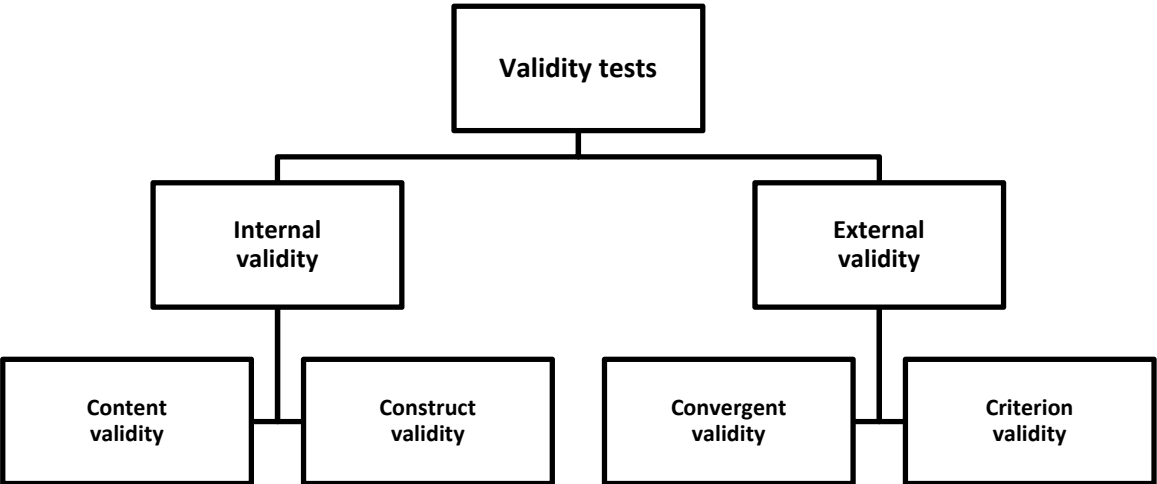 Validity tests
Internal
validity
External
validity
Content
validity
Construct
validity
Convergent
validity
Criterion
validity